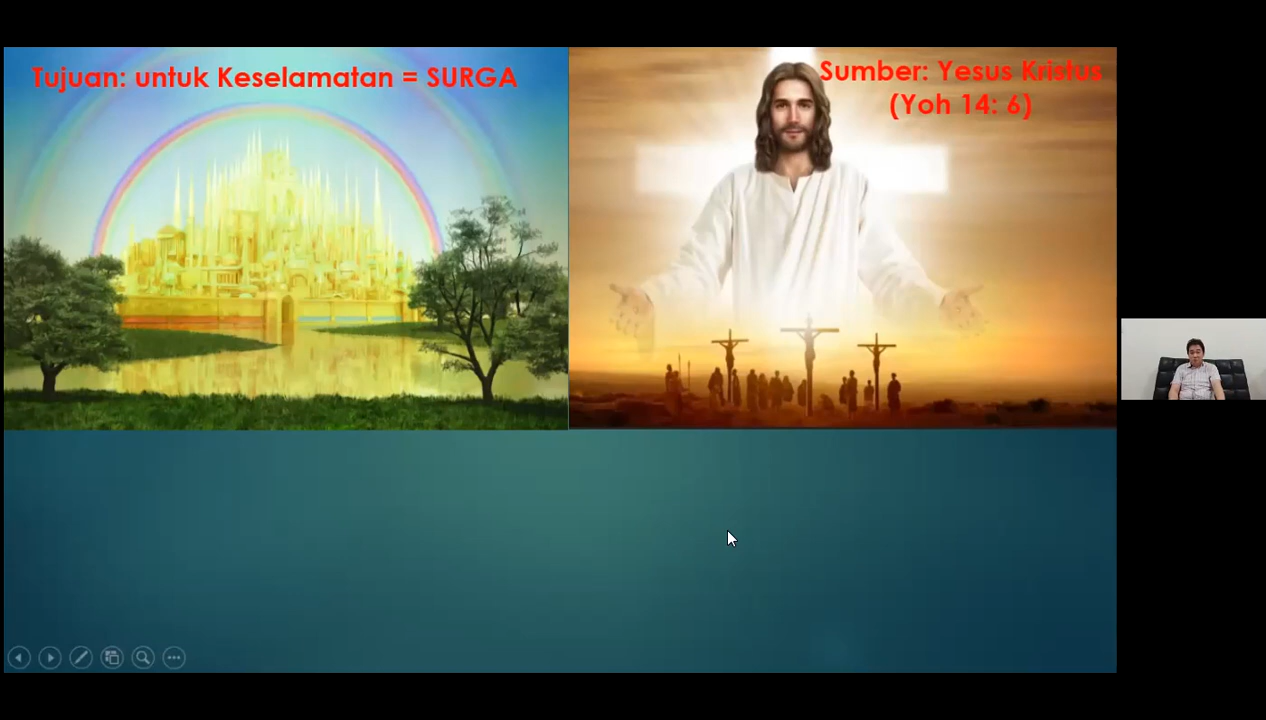 Tujuan: untuk Keselamatan = SURGA
Sumber: Yesus Kristus
(Yoh 14: 6)